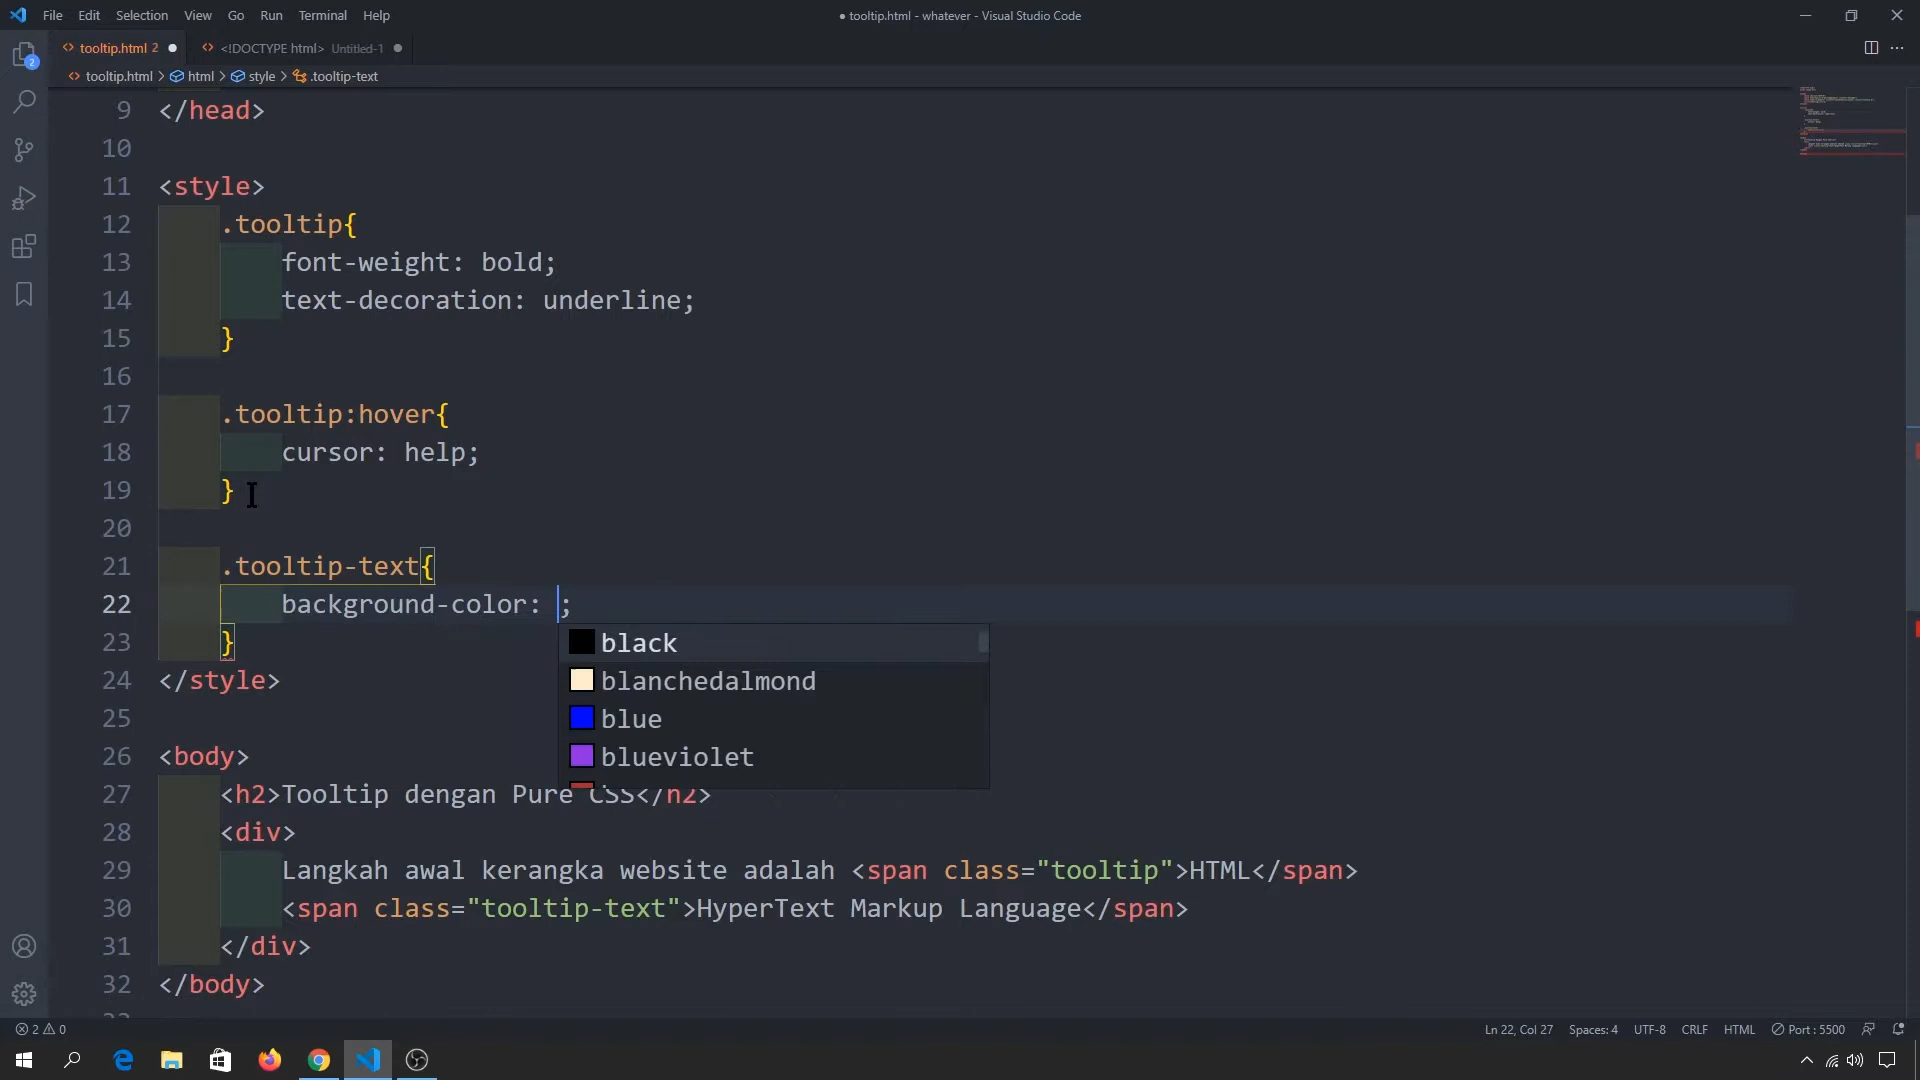 File Edit Selection View Go Run Terminal Help
● tooltip.html - whatever - Visual Studio Code
tooltip.html 2 ● <!DOCTYPE html> Untitled-1 ●
tooltip.html > html > style > .tooltip-text
2
9 </head>
10
11 <style>
12 .tooltip{
13 font-weight: bold;
14 text-decoration: underline;
15 }
16
17 .tooltip:hover{
18 cursor: help;
19 }
20
21 .tooltip-text{
22 background-color: ;
23 }
black
24 </style>
blanchedalmond
25
blue
26 <body>
blueviolet
27 <h2>Tooltip dengan Pure CSS</h2>
28 <div>
29 Langkah awal kerangka website adalah <span class="tooltip">HTML</span>
30 <span class="tooltip-text">HyperText Markup Language</span>
31 </div>
32 </body>
2 0
Ln 22, Col 27 Spaces: 4 UTF-8 CRLF HTML Port : 5500